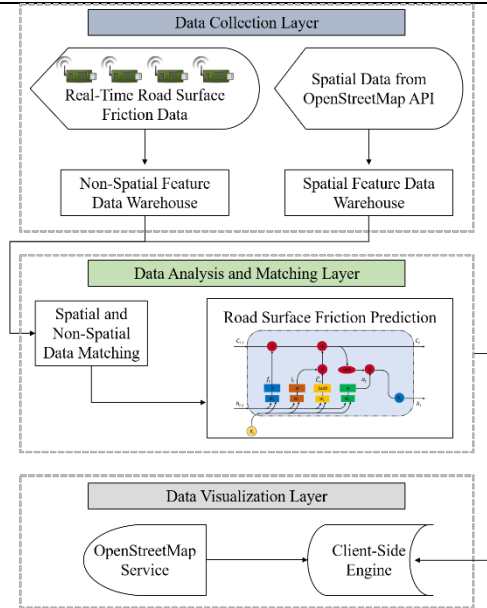 Data Collection Layer
Real-Time Road Surface
Friction Data
Spatial Data from
OpenStreetMap API
Non-Spatial Feature
Data Warehouse
Spatial Feature Data
Warehouse
Data Analysis and Matching Layer
Spatial and
Non-Spatial
Data Matching
Road Surface Friction Prediction
Data Visualization Layer
OpenStreetMap
Service
Client-Side
Engine